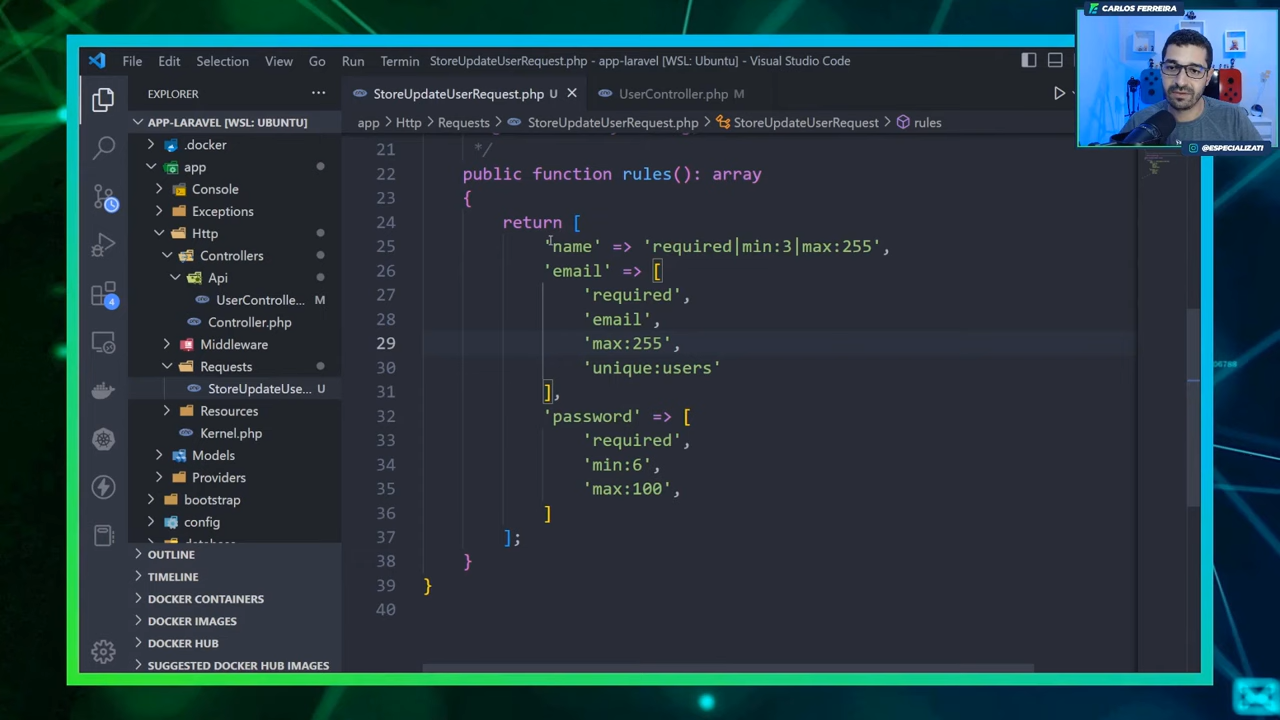 CARLOS FERREIRA
File Edit Selection View Go Run Termin StoreUpdateUserRequest.php - app-laravel [WSL: Ubuntu] - Visual Studio Code
EXPLORER ···
StoreUpdateUserRequest.php U
UserController.php M
@ESPECIALIZATI
APP-LARAVEL [WSL: UBUNTU]
app > Http > Requests > StoreUpdateUserRequest.php > StoreUpdateUserRequest > rules
.docker
app
Console
Exceptions
Http
Controllers
Api
UserControlle... M
Controller.php
Middleware
Requests
StoreUpdateUse... U
Resources
Kernel.php
Models
Providers
bootstrap
config
OUTLINE
TIMELINE
DOCKER CONTAINERS
DOCKER IMAGES
DOCKER HUB
SUGGESTED DOCKER HUB IMAGES
4
21 */
22 public function rules(): array
23 {
24 return [
25 'name' => 'required|min:3|max:255',
26 'email' => [
27 'required',
28 'email',
29 'max:255',
30 'unique:users'
31 ],
32 'password' => [
33 'required',
34 'min:6',
35 'max:100',
36 ]
37 ];
38 }
39 }
40